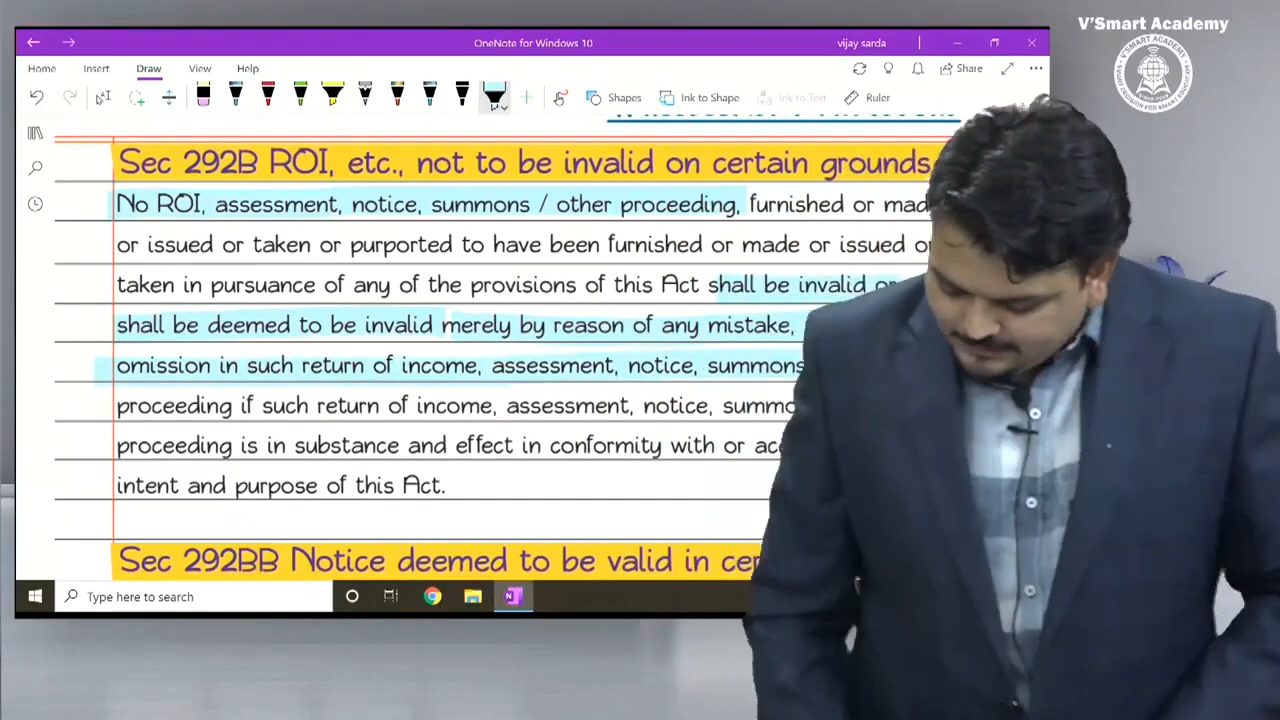 V'Smart Academy
OneNote for Windows 10
vijay sarda
Home Insert Draw View Help
Share
Shapes Ink to Shape Ink to Text Ruler
Sec 292B ROI, etc., not to be invalid on certain grounds
No ROI, assessment, notice, summons / other proceeding, furnished or mad
or issued or taken or purported to have been furnished or made or issued or
taken in pursuance of any of the provisions of this Act shall be invalid or
shall be deemed to be invalid merely by reason of any mistake,
omission in such return of income, assessment, notice, summons
proceeding if such return of income, assessment, notice, summo
proceeding is in substance and effect in conformity with or acc
intent and purpose of this Act.
Sec 292BB Notice deemed to be valid in cer
Type here to search